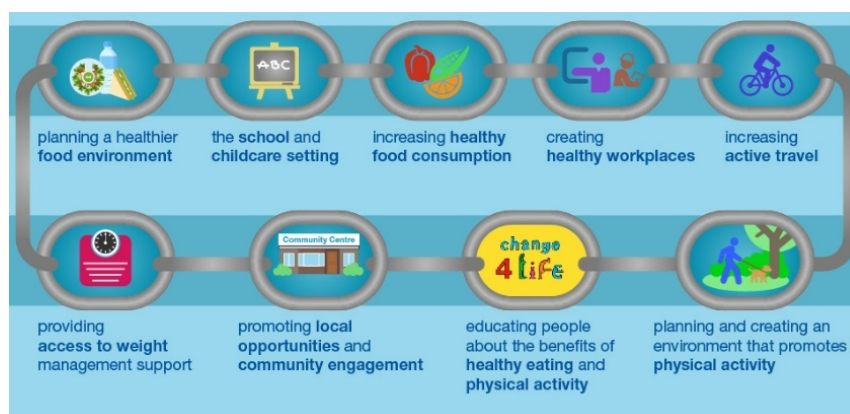 ABC
planning a healthier
food environment
the school and
childcare setting
increasing healthy
food consumption
creating
healthy workplaces
increasing
active travel
Community Centre
change
4 life
providing
access to weight
management support
promoting local
opportunities and
community engagement
educating people
about the benefits of
healthy eating and
physical activity
planning and creating an
environment that promotes
physical activity